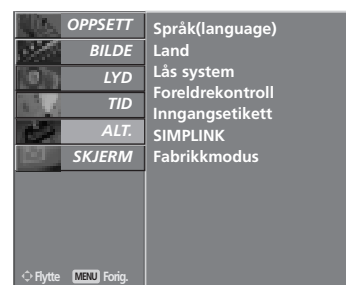 OPPSETT
BILDE
LYD
TID
ALT.
SKJERM
Språk(language)
Land
Lås system
Foreldrekontroll
Inngangsetikett
SIMPLINK
Fabrikkmodus
Flytte MENU Forig.